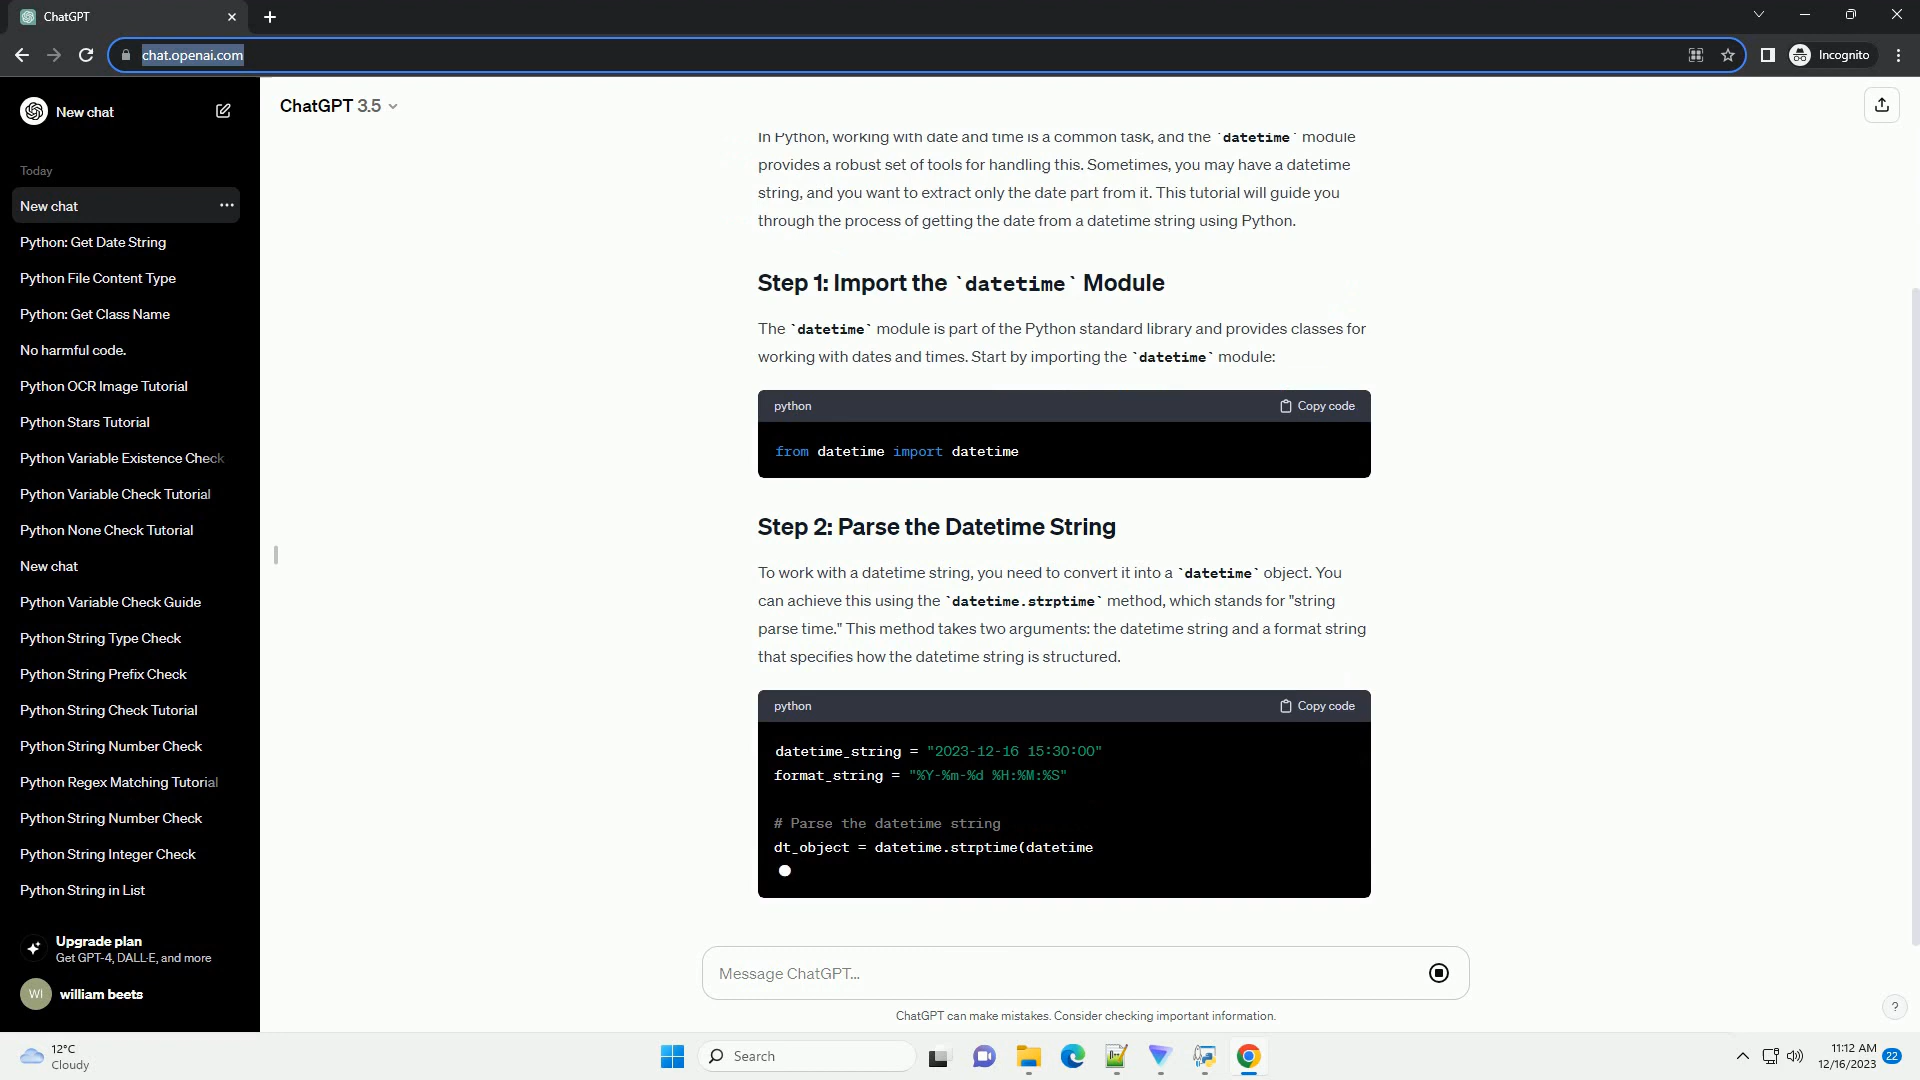 ChatGPT
chat.openai.com
Incognito
New chat
Today
New chat
Python: Get Date String
Python File Content Type
Python: Get Class Name
No harmful code.
Python OCR Image Tutorial
Python Stars Tutorial
Python Variable Existence Check
Python Variable Check Tutorial
Python None Check Tutorial
New chat
Python Variable Check Guide
Python String Type Check
Python String Prefix Check
Python String Check Tutorial
Python String Number Check
Python Regex Matching Tutorial
Python String Number Check
Python String Integer Check
Python String in List
Upgrade plan
Get GPT-4, DALL·E, and more
WI
william beets
ChatGPT 3.5
In Python, working with date and time is a common task, and the `datetime` module
provides a robust set of tools for handling this. Sometimes, you may have a datetime
string, and you want to extract only the date part from it. This tutorial will guide you
through the process of getting the date from a datetime string using Python.
Step 1: Import the `datetime` Module
The `datetime` module is part of the Python standard library and provides classes for
working with dates and times. Start by importing the `datetime` module:
python Copy code
from datetime import datetime
Step 2: Parse the Datetime String
To work with a datetime string, you need to convert it into a `datetime` object. You
can achieve this using the `datetime.strptime` method, which stands for "string
parse time." This method takes two arguments: the datetime string and a format string
that specifies how the datetime string is structured.
python Copy code
datetime_string = "2023-12-16 15:30:00"
format_string = "%Y-%m-%d %H:%M:%S"
# Parse the datetime string
dt_object = datetime.strptime(datetime
Message ChatGPT...
ChatGPT can make mistakes. Consider checking important information.
?
12°C
Cloudy
Search
11:12 AM
12/16/2023
22